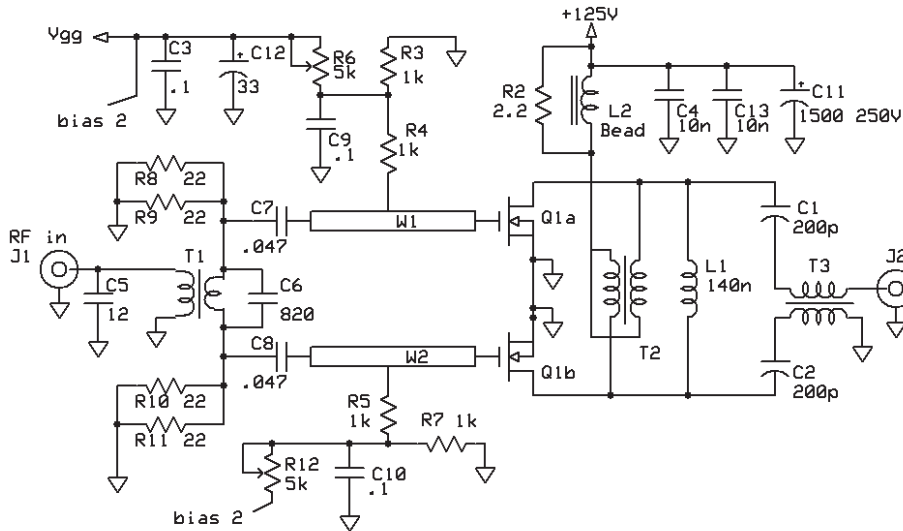 +125V
Vgg
C3
.1
C12
+
33
R6
5k
R3
1k
bias 2
C9
.1
R4
1k
R2
2.2
L2
Bead
C4
10n
C13
10n
+
C11
1500 250V
R8
22
R9
22
C7
.047
W1
Q1a
C1
200p
RF in
J1
T1
C5
12
C6
820
L1
140n
T3
J2
C8
.047
W2
Q1b
T2
C2
200p
R10
22
R11
22
R5
1k
R7 1k
R12
5k
C10
.1
bias 2